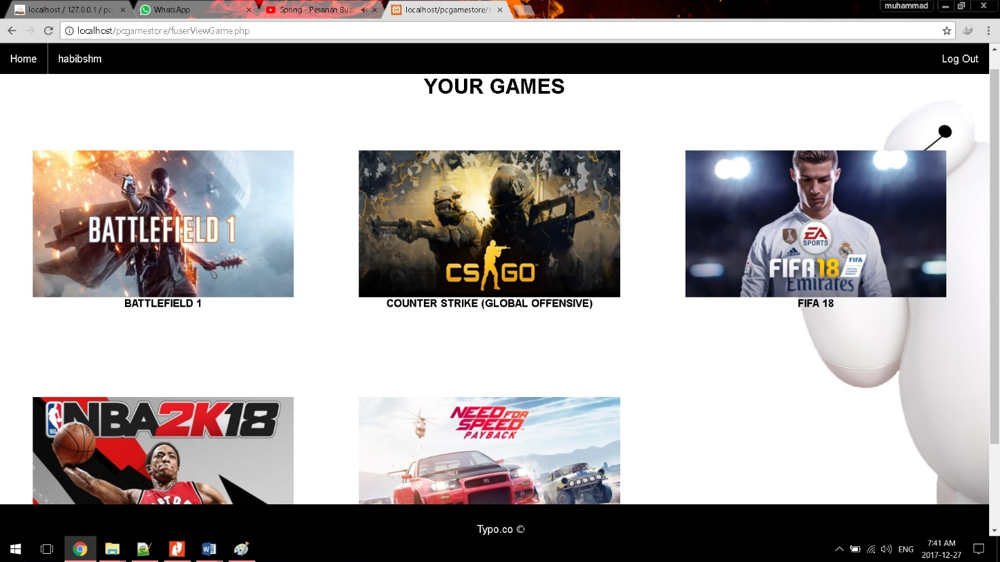 localhost / 127.0.0.1 / pc
WhatsApp
Spring - Pesanan Bua
localhost/pcgamestore/f
muhammad
localhost/pcgamestore/fuserViewGame.php
Home
habibshm
Log Out
YOUR GAMES
BATTLEFIELD 1
CS GO
EA
SPORTS
FIFA 18
FIFA
Fly
Emirates
BATTLEFIELD 1
COUNTER STRIKE (GLOBAL OFFENSIVE)
FIFA 18
NBA 2K18
NEED FOR
SPEED
PAYBACK
Typo.co ©
ENG
7:41 AM
2017-12-27